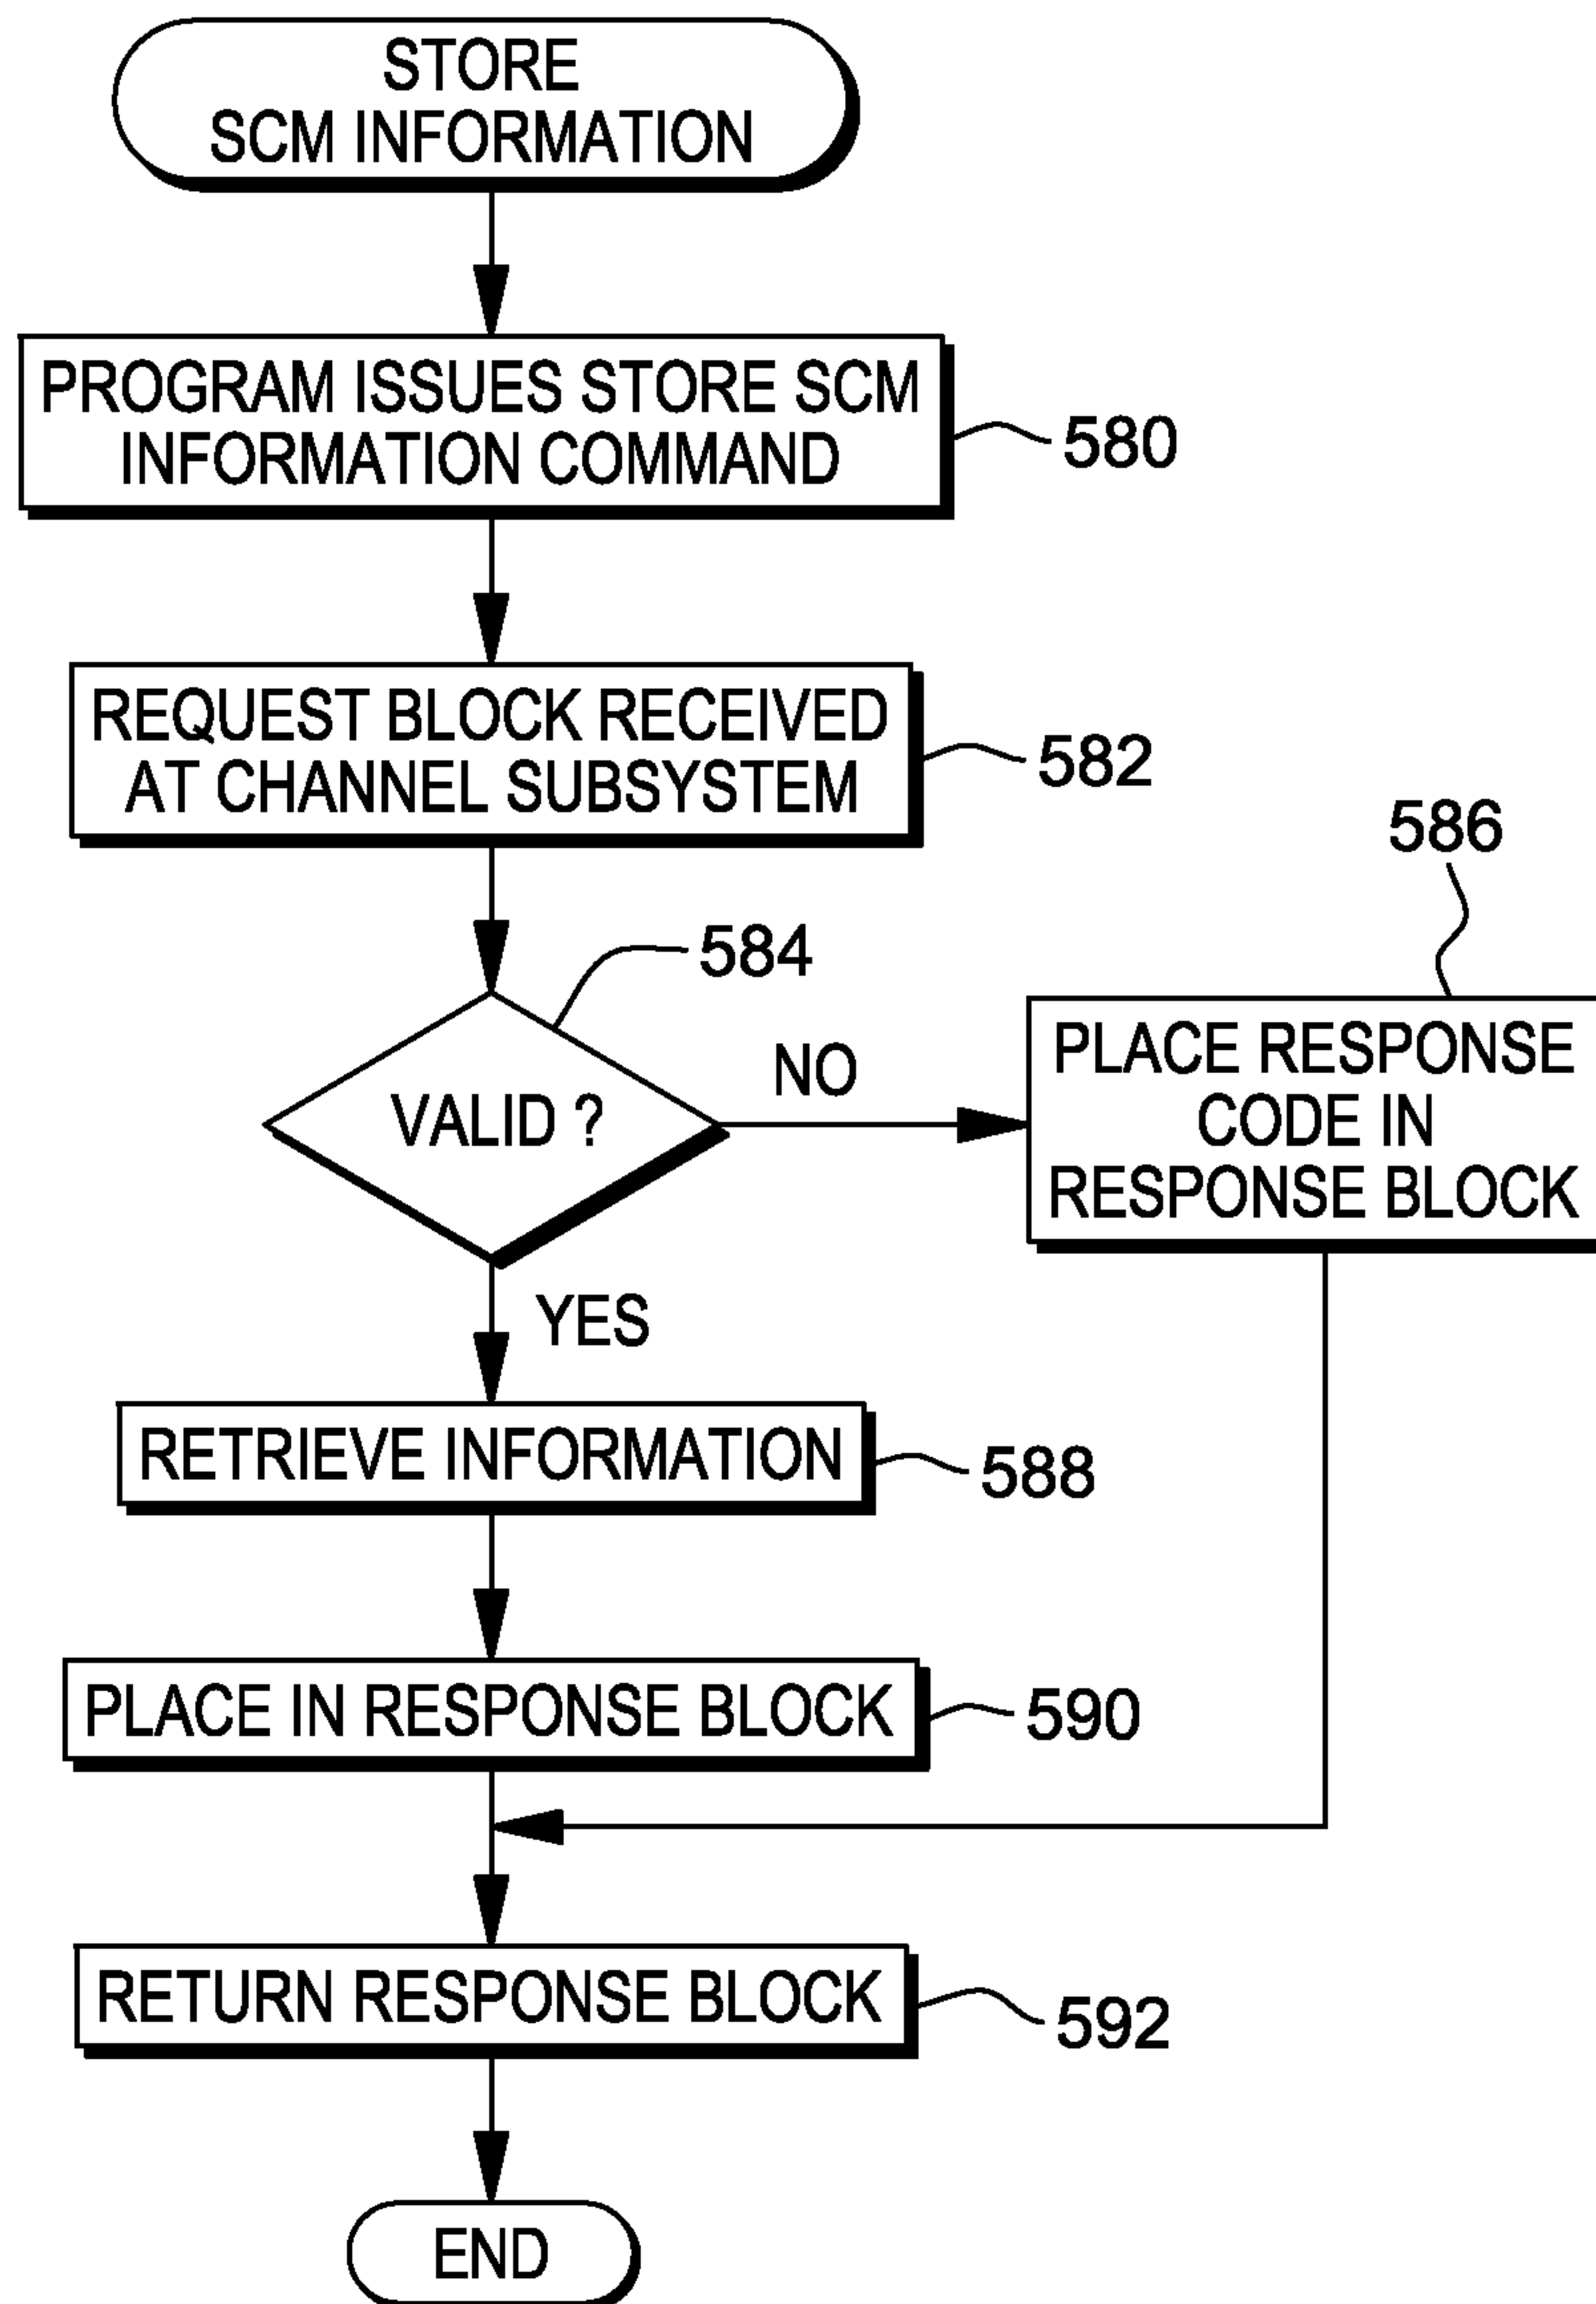 STORE
SCM INFORMATION
PROGRAM ISSUES STORE SCM
INFORMATION COMMAND
580
REQUEST BLOCK RECEIVED
AT CHANNEL SUBSYSTEM
582
584
VALID ?
NO
586
PLACE RESPONSE
CODE IN
RESPONSE BLOCK
YES
RETRIEVE INFORMATION
588
PLACE IN RESPONSE BLOCK
590
RETURN RESPONSE BLOCK
592
END